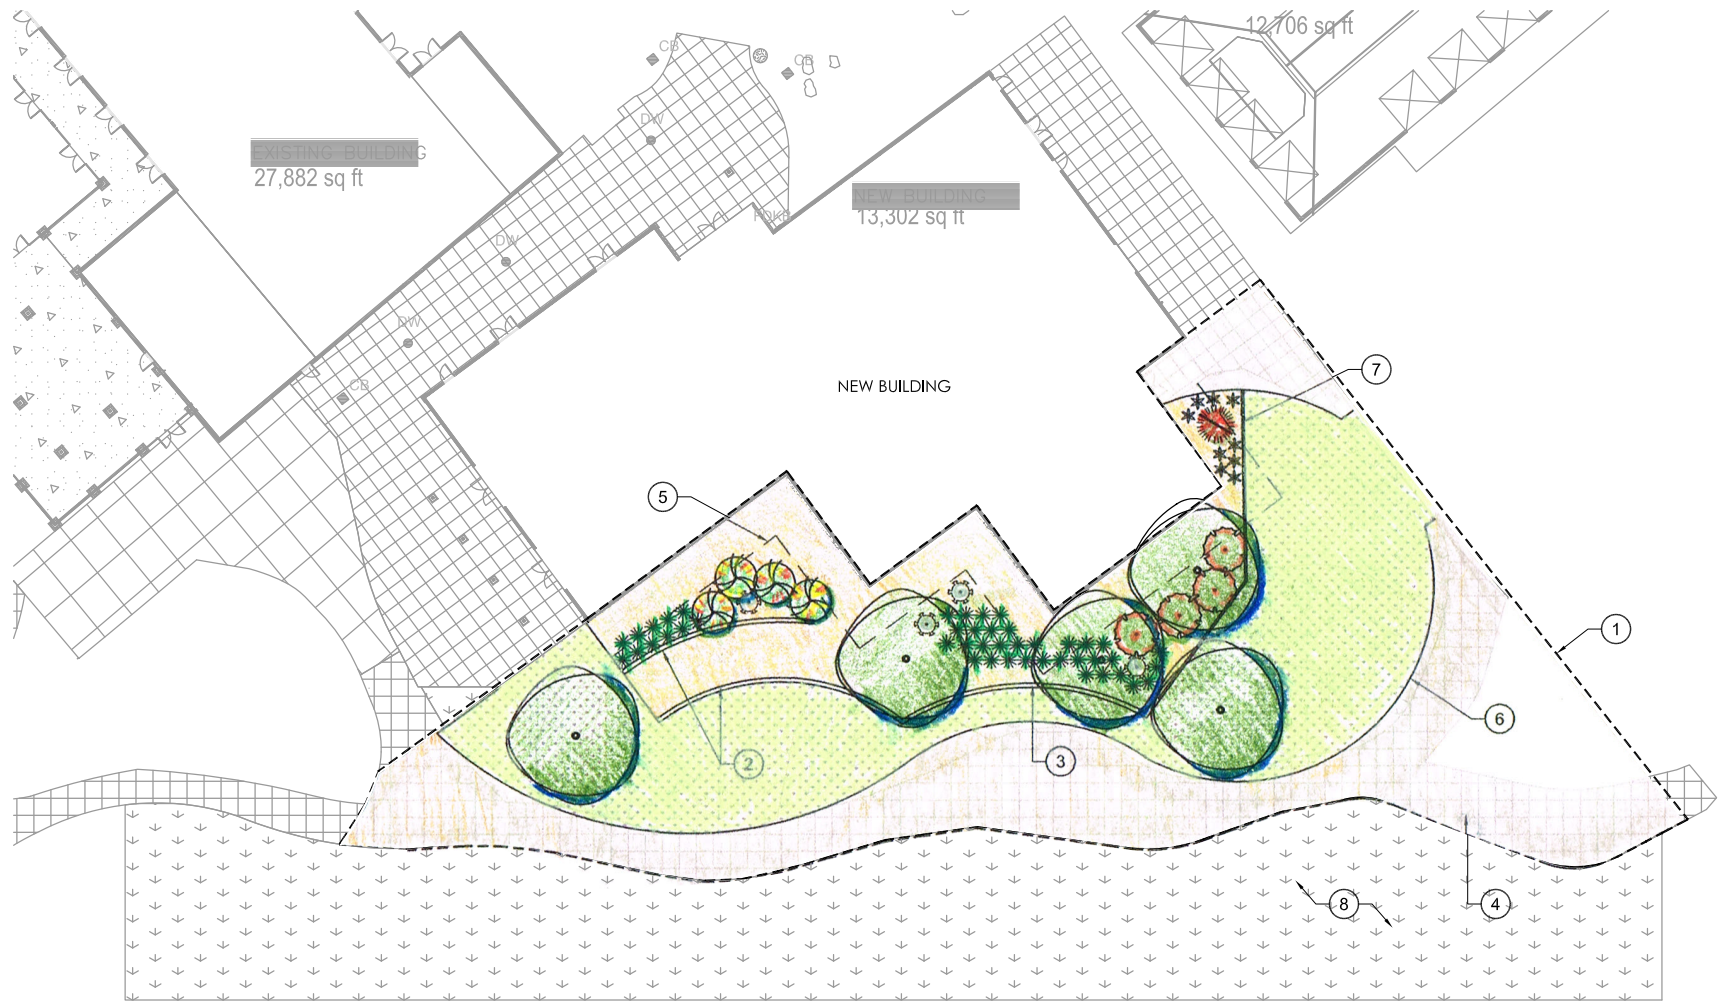 12,706 sq ft
CB
CB
DW
EXISTING BUILDING
27,882 sq ft
NEW BUILDING
13,302 sq ft
DW
DW
CB
NEW BUILDING
7
5
1
6
2
3
8
4